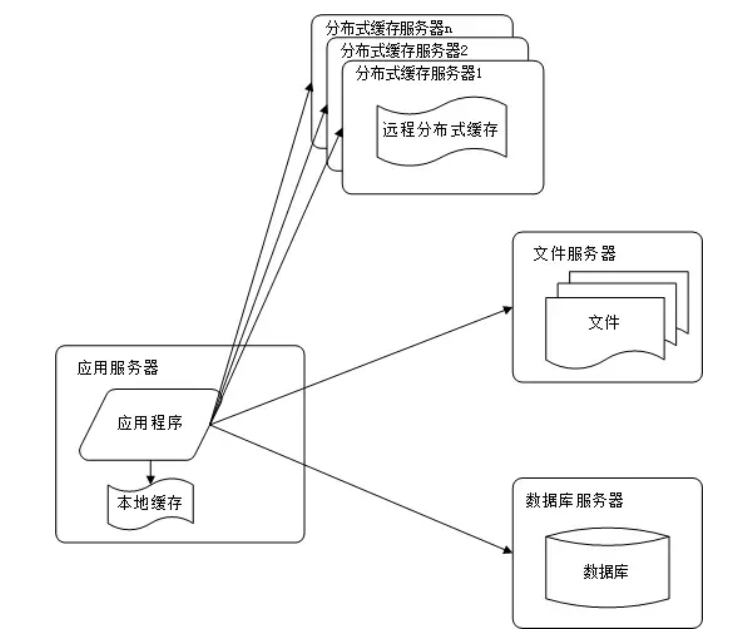 分布式缓存服务器n
分布式缓存服务器2
分布式缓存服务器1
远程分布式缓存
文件服务器
文件
应用服务器
应用程序
本地缓存
数据库服务器
数据库